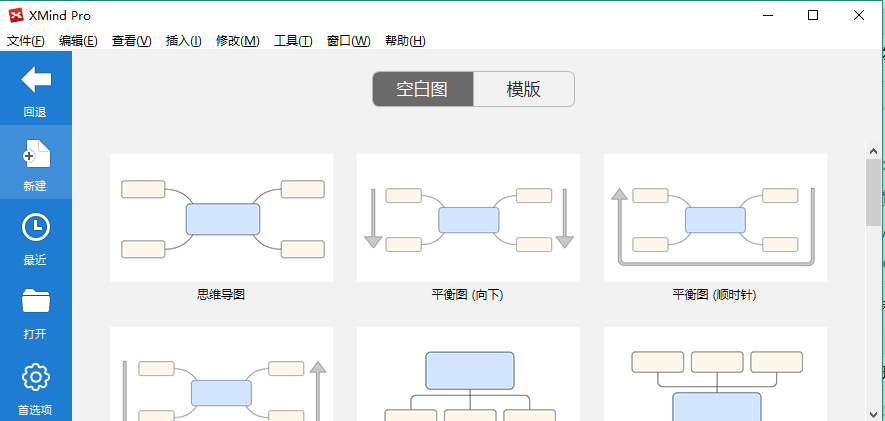 XMind Pro
文件(F) 编辑(E) 查看(V) 插入(I) 修改(M) 工具(T) 窗口(W) 帮助(H)
回退
新建
最近
打开
首选项
空白图 模版
思维导图 平衡图 (向下) 平衡图 (顺时针)